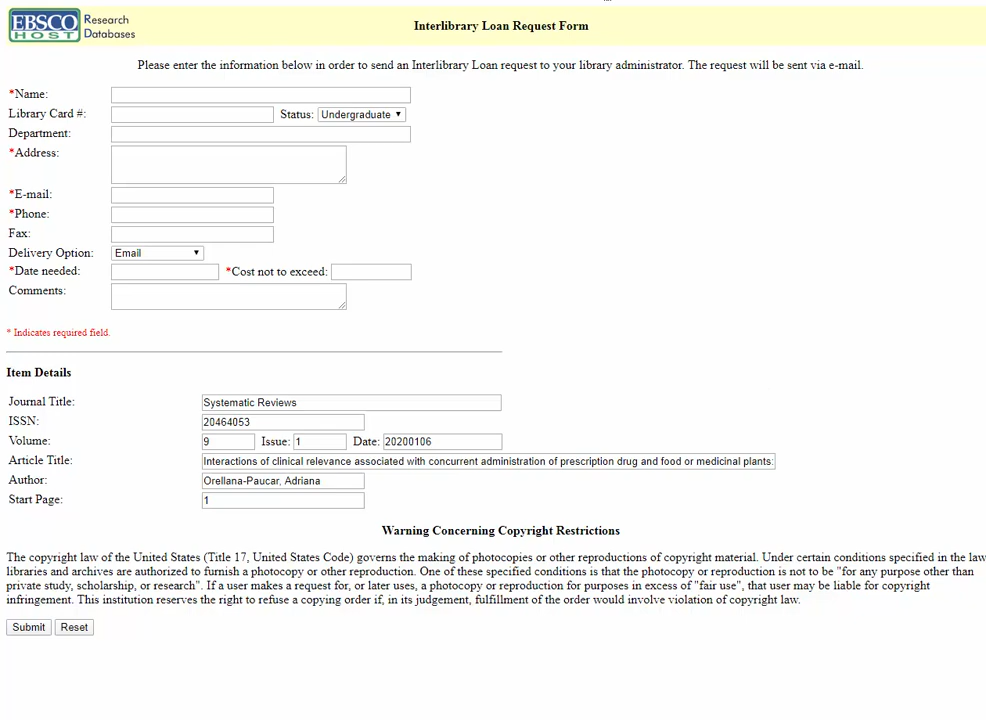 EBSCO HOST Research Databases
Interlibrary Loan Request Form
Please enter the information below in order to send an Interlibrary Loan request to your library administrator. The request will be sent via e-mail.
*Name:
Library Card #: Status: Undergraduate
Department:
*Address:
*E-mail:
*Phone:
Fax:
Delivery Option: Email
*Date needed: *Cost not to exceed:
Comments:
* Indicates required field.
Item Details
Journal Title: Systematic Reviews
ISSN: 20464053
Volume: 9 Issue: 1 Date: 20200106
Article Title: Interactions of clinical relevance associated with concurrent administration of prescription drug and food or medicinal plants:
Author: Orellana-Paucar, Adriana
Start Page: 1
Warning Concerning Copyright Restrictions
The copyright law of the United States (Title 17, United States Code) governs the making of photocopies or other reproductions of copyright material. Under certain conditions specified in the law
libraries and archives are authorized to furnish a photocopy or other reproduction. One of these specified conditions is that the photocopy or reproduction is not to be "for any purpose other than
private study, scholarship, or research". If a user makes a request for, or later uses, a photocopy or reproduction for purposes in excess of "fair use", that user may be liable for copyright
infringement. This institution reserves the right to refuse a copying order if, in its judgement, fulfillment of the order would involve violation of copyright law.
Submit Reset